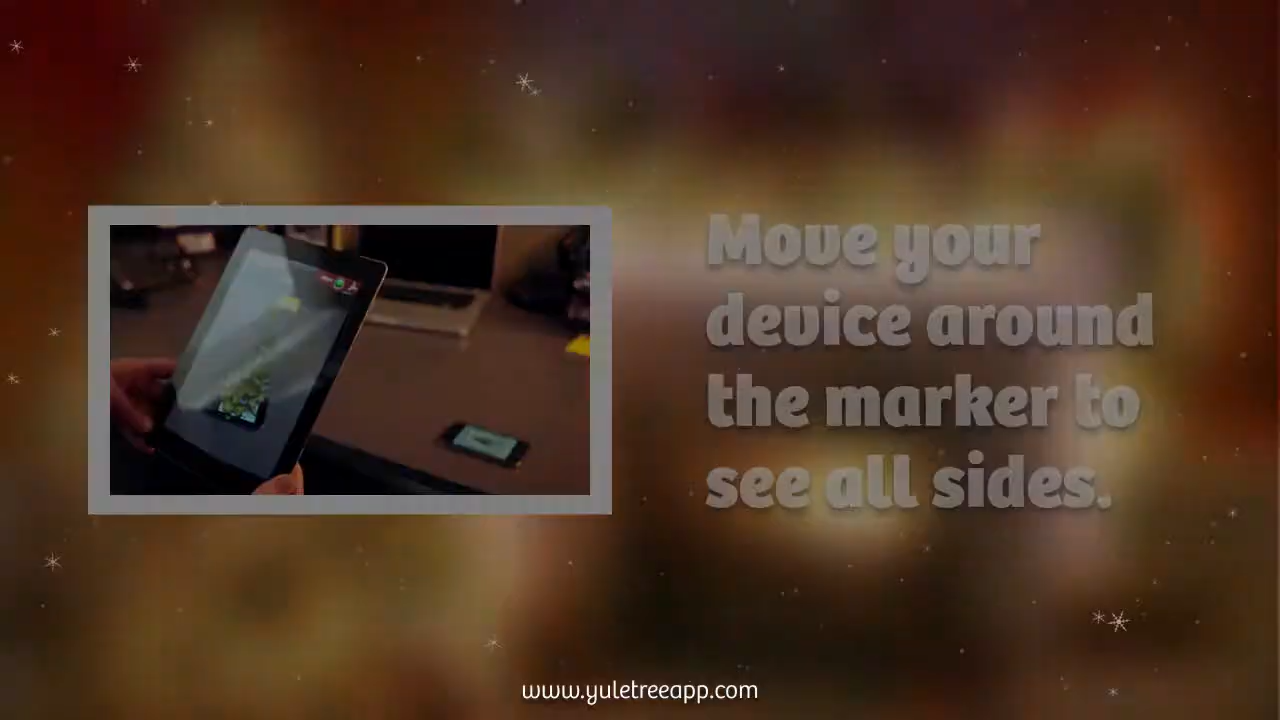 Move your
device around
the marker to
see all sides.
www.yuletreeapp.com